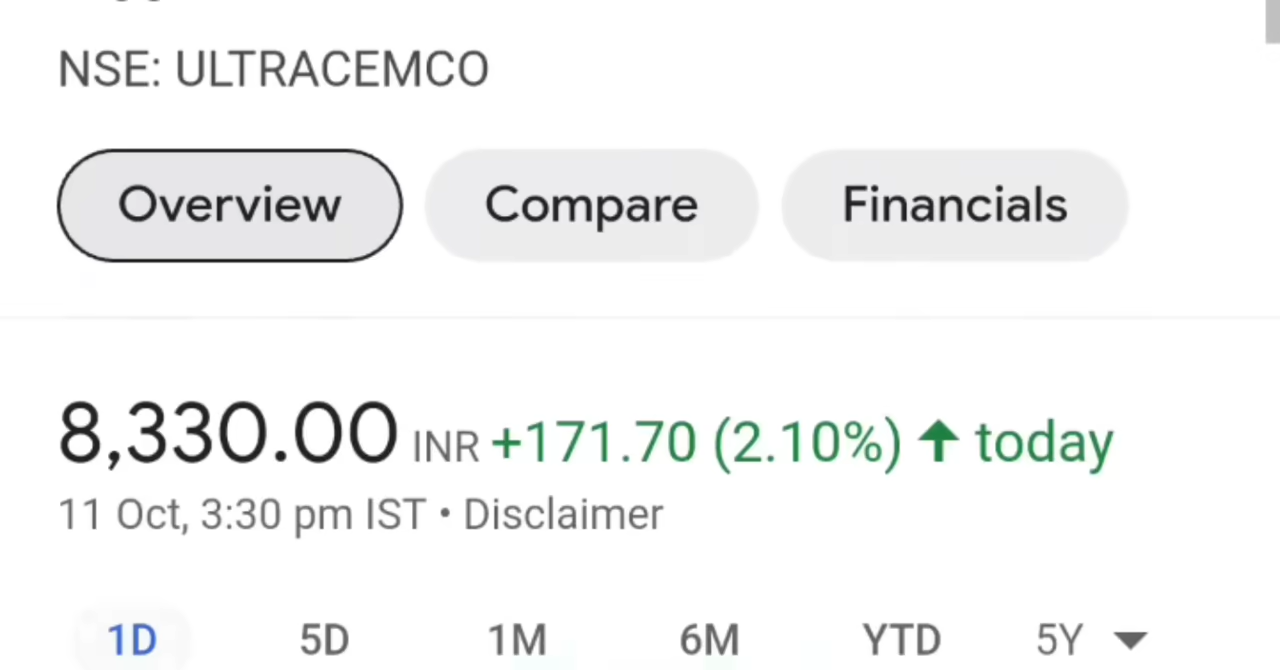 NSE: ULTRACEMCO
Overview Compare Financials
8,330.00 INR +171.70 (2.10%) ↑ today
11 Oct, 3:30 pm IST • Disclaimer
1D 5D 1M 6M YTD 5Y